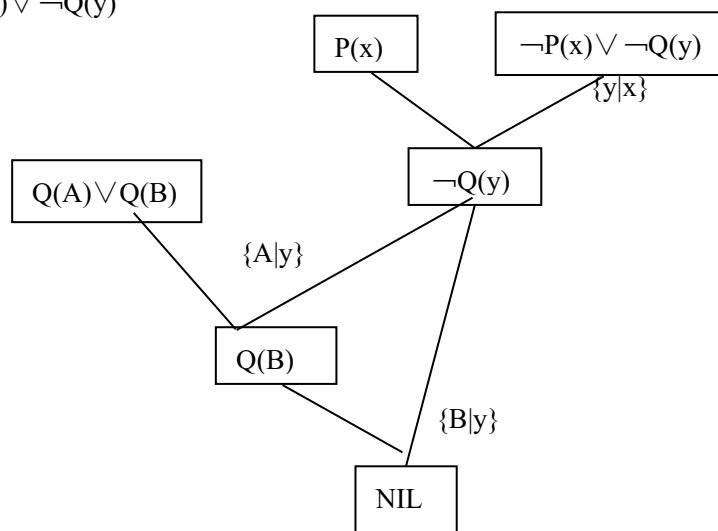 )∨ ¬Q(y)
P(x)
¬P(x)∨ ¬Q(y)
{y|x}
¬Q(y)
Q(A)∨Q(B)
{A|y}
Q(B)
{B|y}
NIL